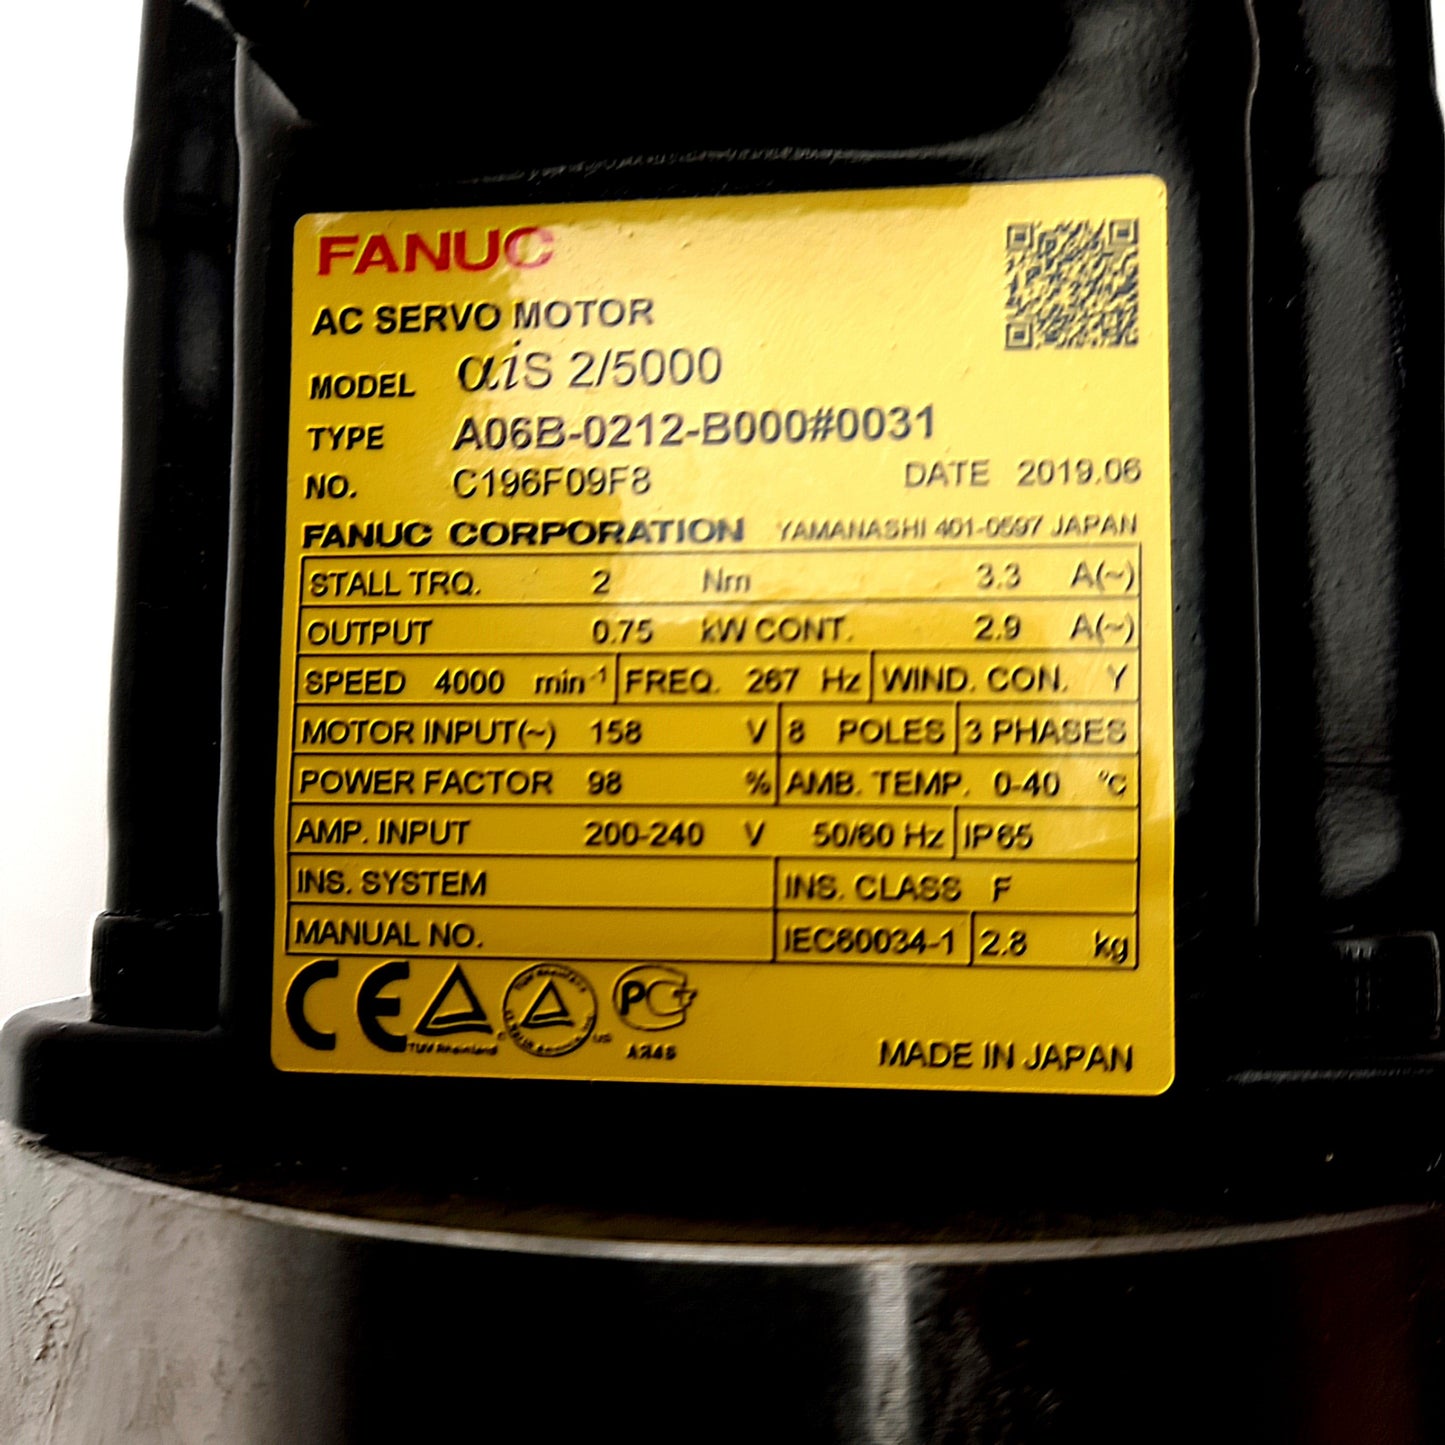 FANUC
AC SERVO MOTOR
MODEL αiS 2/5000
TYPE A06B-0212-B000#0031
NO. C196F09F8 DATE 2019.06
FANUC CORPORATION YAMANASHI 401-0597 JAPAN
STALL TRQ. 2 Nm 3.3 A(~)
OUTPUT 0.75 kW CONT. 2.9 A(~)
SPEED 4000 min⁻¹ FREQ. 267 Hz WIND. CON. Y
MOTOR INPUT(~) 158 V 8 POLES 3 PHASES
POWER FACTOR 98 % AMB. TEMP. 0-40 °C
AMP. INPUT 200-240 V 50/60 Hz IP65
INS. SYSTEM INS. CLASS F
MANUAL NO. IEC60034-1 2.8 kg
CE TUV Rheinland C US PCT
MADE IN JAPAN